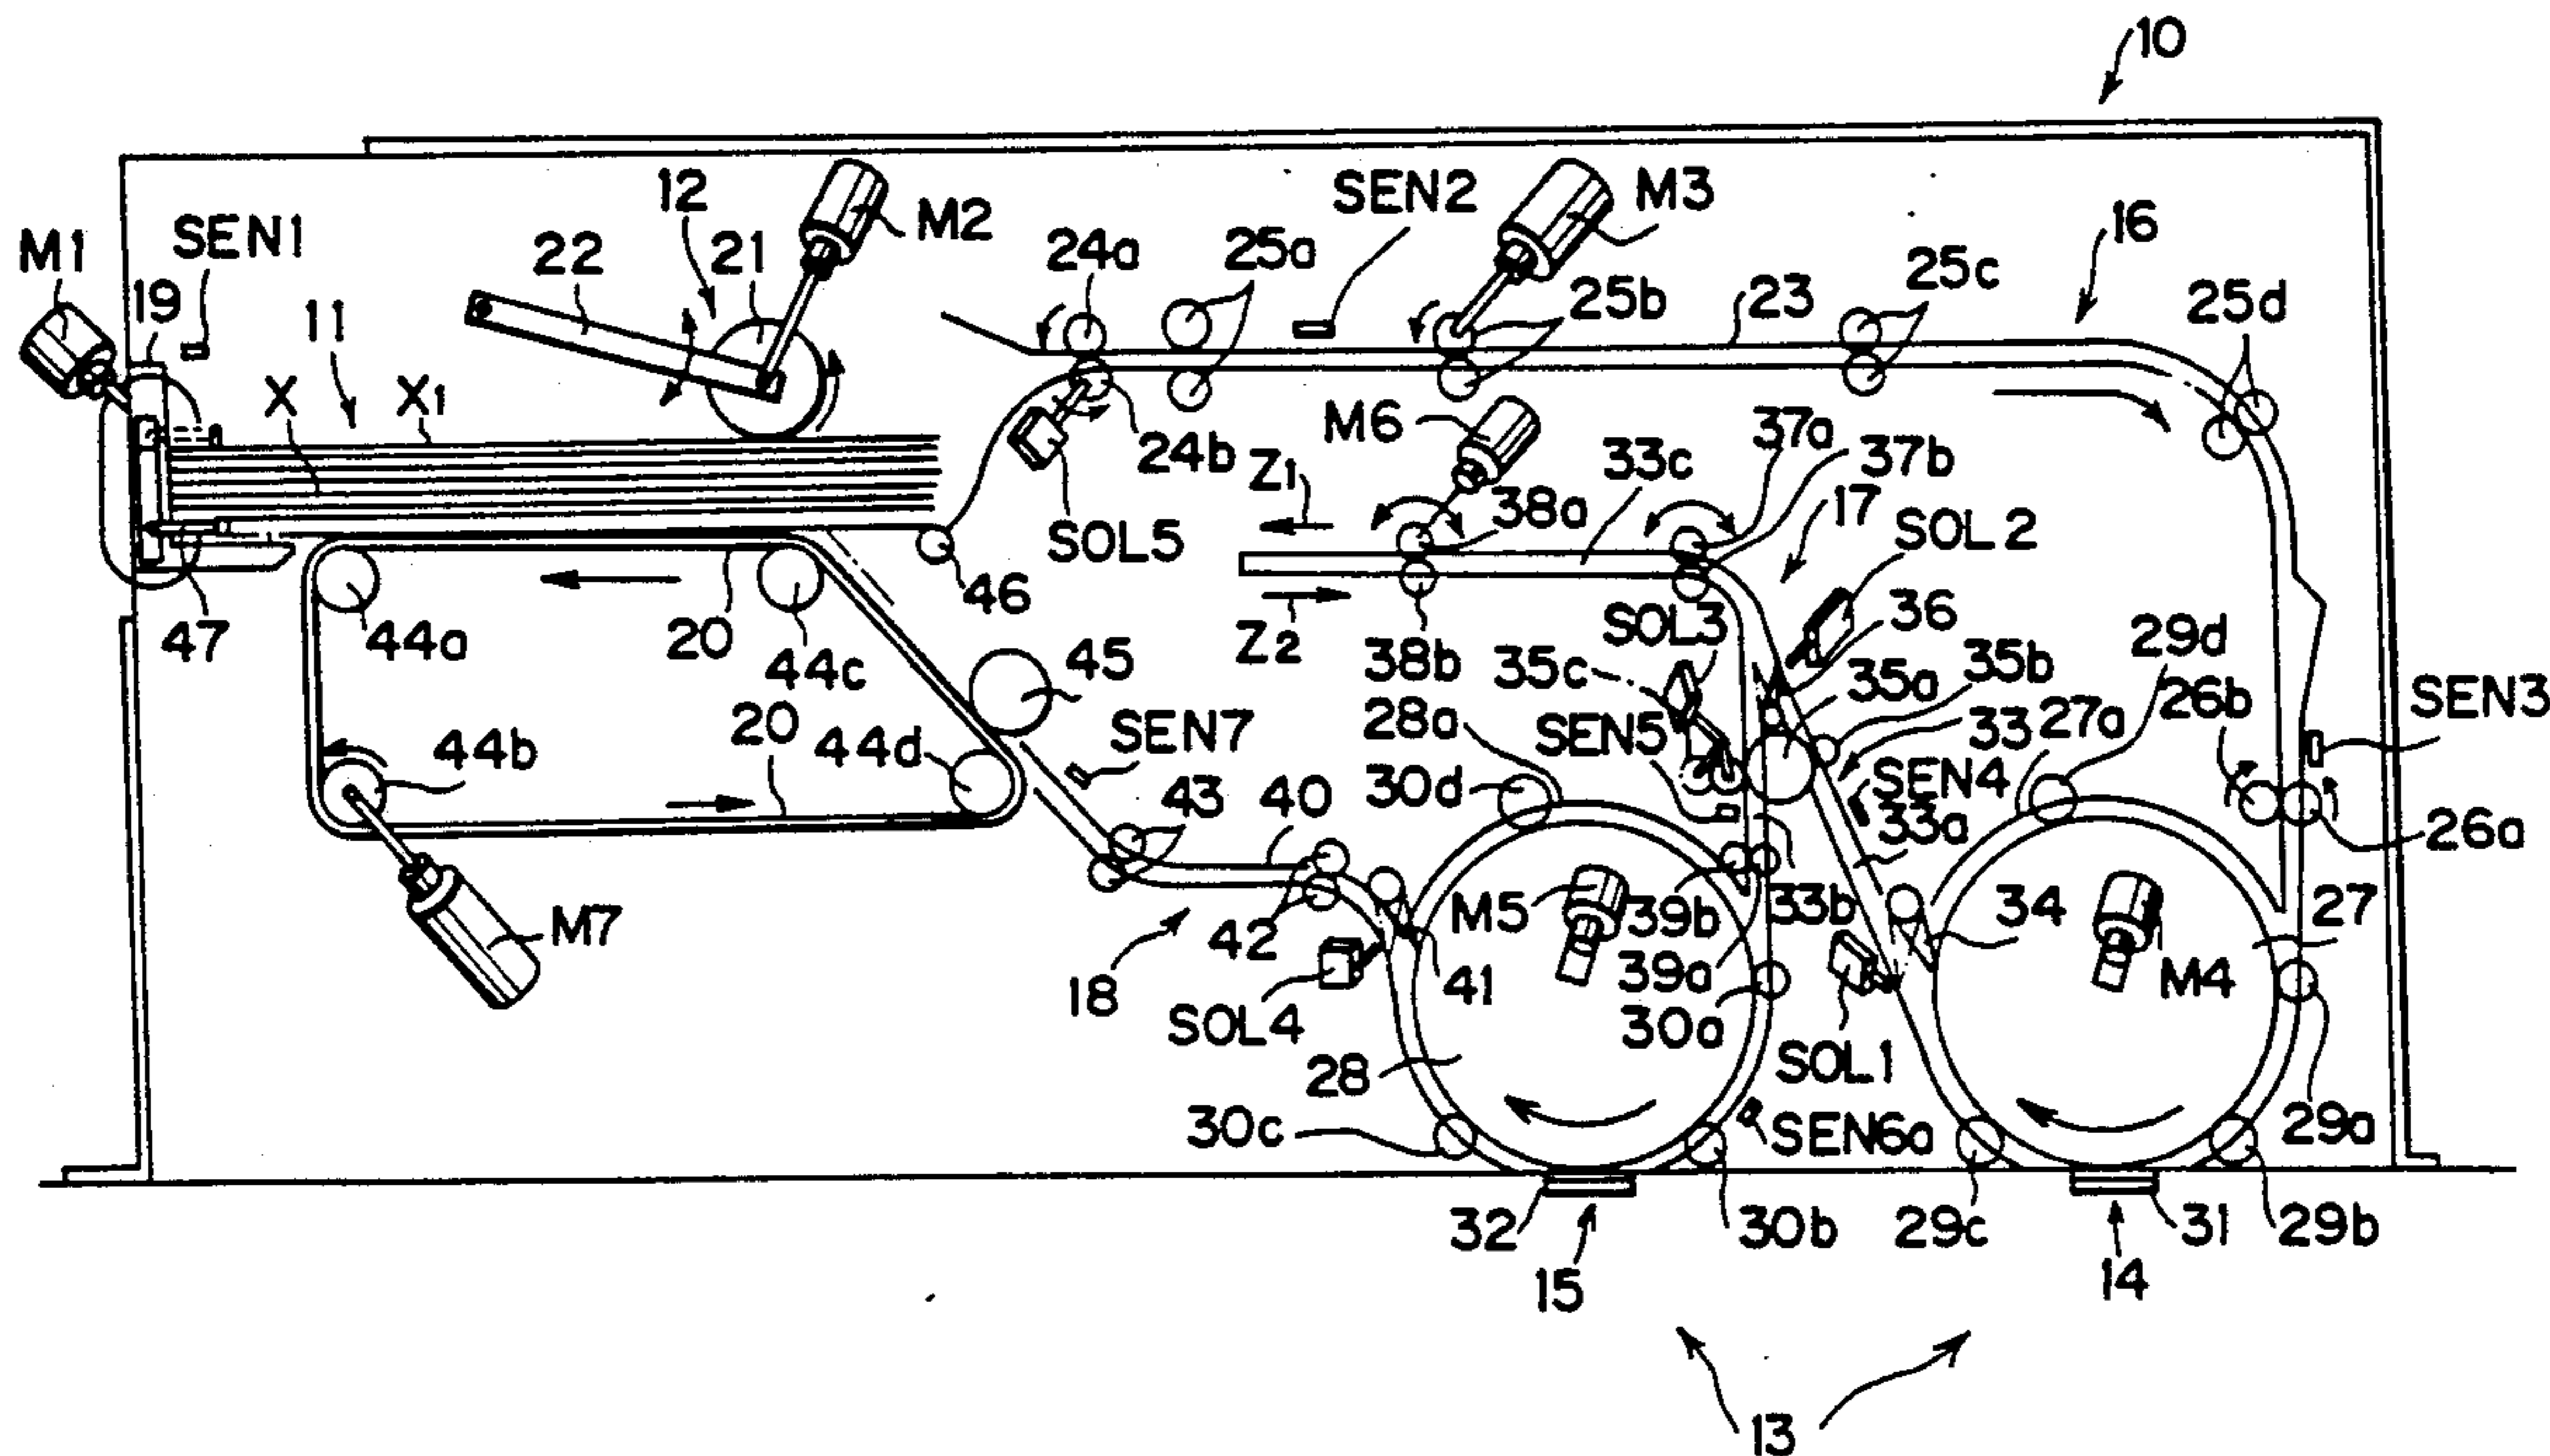 10
M1
SEN1
19
11
X
X1
22
12
21
M2
24a
25a
SEN2
M3
25b
25c
23
16
25d
SOL5
24b
M6
Z1
38a
33c
37a
37b
17
SOL2
47
44a
20
44c
46
Z2
38b
SOL3
36
35c
35a
35b
29d
26b
SEN3
45
SEN7
28a
SEN5
33
27a
SEN4
33a
26a
44b
20
44d
43
40
30d
M5
39b
33b
34
27
M7
18
42
SOL4
41
39a
30a
M4
28
SOL1
29a
30c
SEN6a
32
30b
29c
31
29b
15
14
13